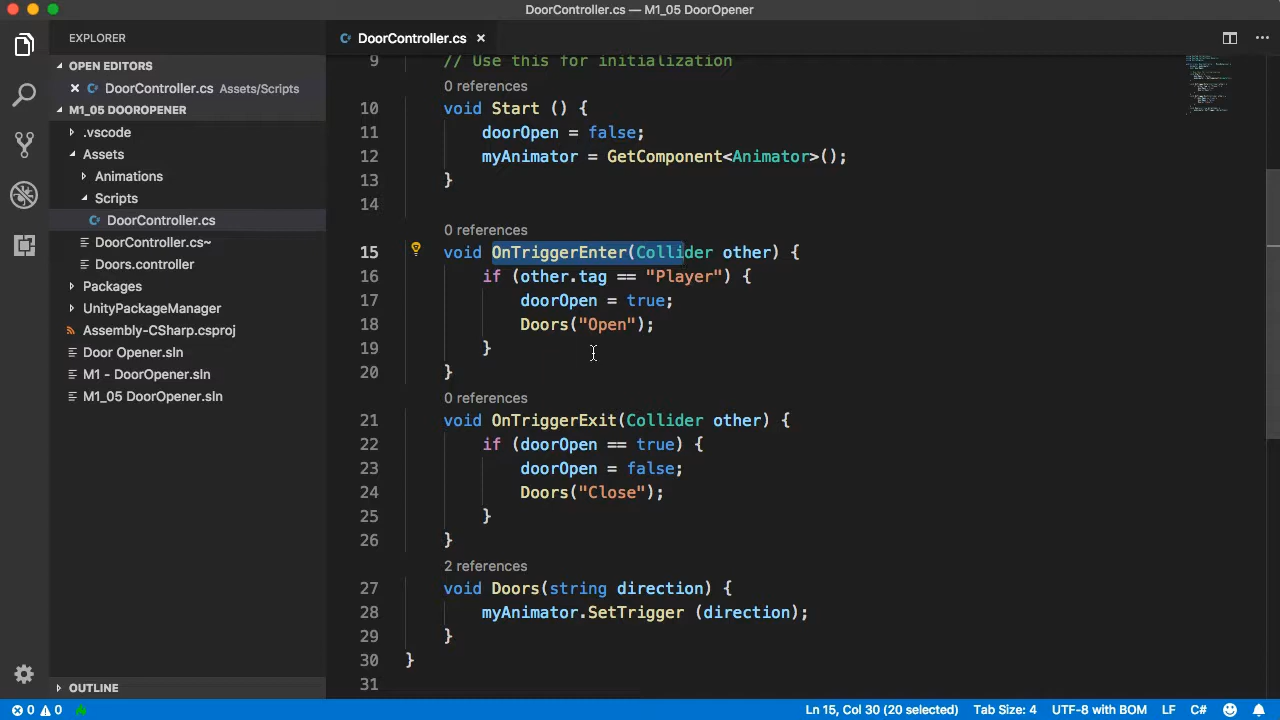 DoorController.cs — M1_05 DoorOpener
EXPLORER
OPEN EDITORS
DoorController.cs Assets/Scripts
M1_05 DOOROPENER
.vscode
Assets
Animations
Scripts
DoorController.cs
DoorController.cs~
Doors.controller
Packages
UnityPackageManager
Assembly-CSharp.csproj
Door Opener.sln
M1 - DoorOpener.sln
M1_05 DoorOpener.sln
OUTLINE
DoorController.cs
9 // Use this for initialization
0 references
10 void Start () {
11 doorOpen = false;
12 myAnimator = GetComponent<Animator>();
13 }
14
0 references
15 void OnTriggerEnter(Collider other) {
16 if (other.tag == "Player") {
17 doorOpen = true;
18 Doors("Open");
19 }
20 }
0 references
21 void OnTriggerExit(Collider other) {
22 if (doorOpen == true) {
23 doorOpen = false;
24 Doors("Close");
25 }
26 }
2 references
27 void Doors(string direction) {
28 myAnimator.SetTrigger (direction);
29 }
30 }
31
0 0 Ln 15, Col 30 (20 selected) Tab Size: 4 UTF-8 with BOM LF C#